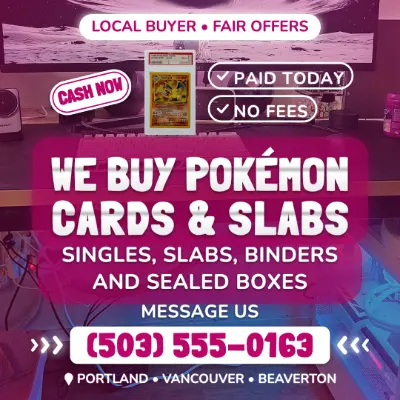 LOCAL BUYER • FAIR OFFERS
CASH NOW
PAID TODAY
NO FEES
WE BUY POKÉMON
CARDS & SLABS
SINGLES, SLABS, BINDERS
AND SEALED BOXES
MESSAGE US
(503) 555-0163
PORTLAND • VANCOUVER • BEAVERTON